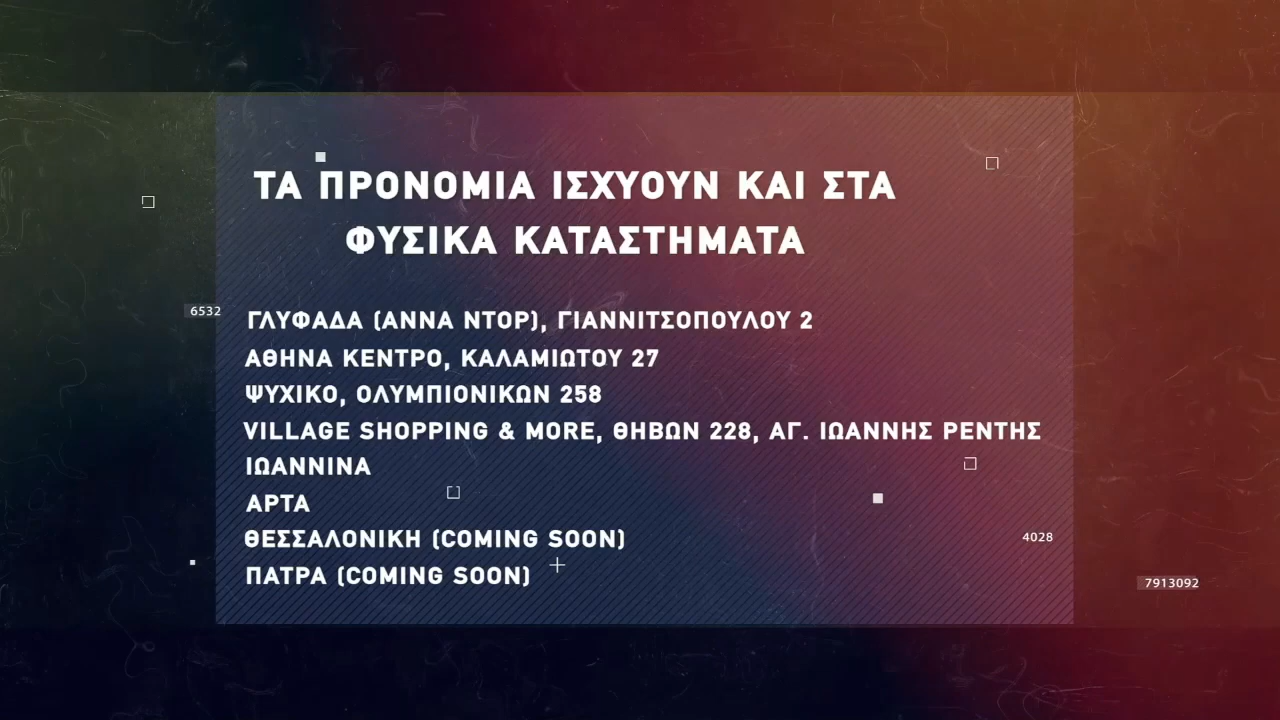 ΤΑ ΠΡΟΝΟΜΙΑ ΙΣΧΥΟΥΝ ΚΑΙ ΣΤΑ
ΦΥΣΙΚΑ ΚΑΤΑΣΤΗΜΑΤΑ
6532
ΓΛΥΦΑΔΑ (ΑΝΝΑ ΝΤΟΡ), ΓΙΑΝΝΙΤΣΟΠΟΥΛΟΥ 2
ΑΘΗΝΑ ΚΕΝΤΡΟ, ΚΑΛΑΜΙΩΤΟΥ 27
ΨΥΧΙΚΟ, ΟΛΥΜΠΙΟΝΙΚΩΝ 258
VILLAGE SHOPPING & MORE, ΘΗΒΩΝ 228, ΑΓ. ΙΩΑΝΝΗΣ ΡΕΝΤΗΣ
ΙΩΑΝΝΙΝΑ
ΑΡΤΑ
ΘΕΣΣΑΛΟΝΙΚΗ (COMING SOON)
4028
ΠΑΤΡΑ (COMING SOON)
7913092